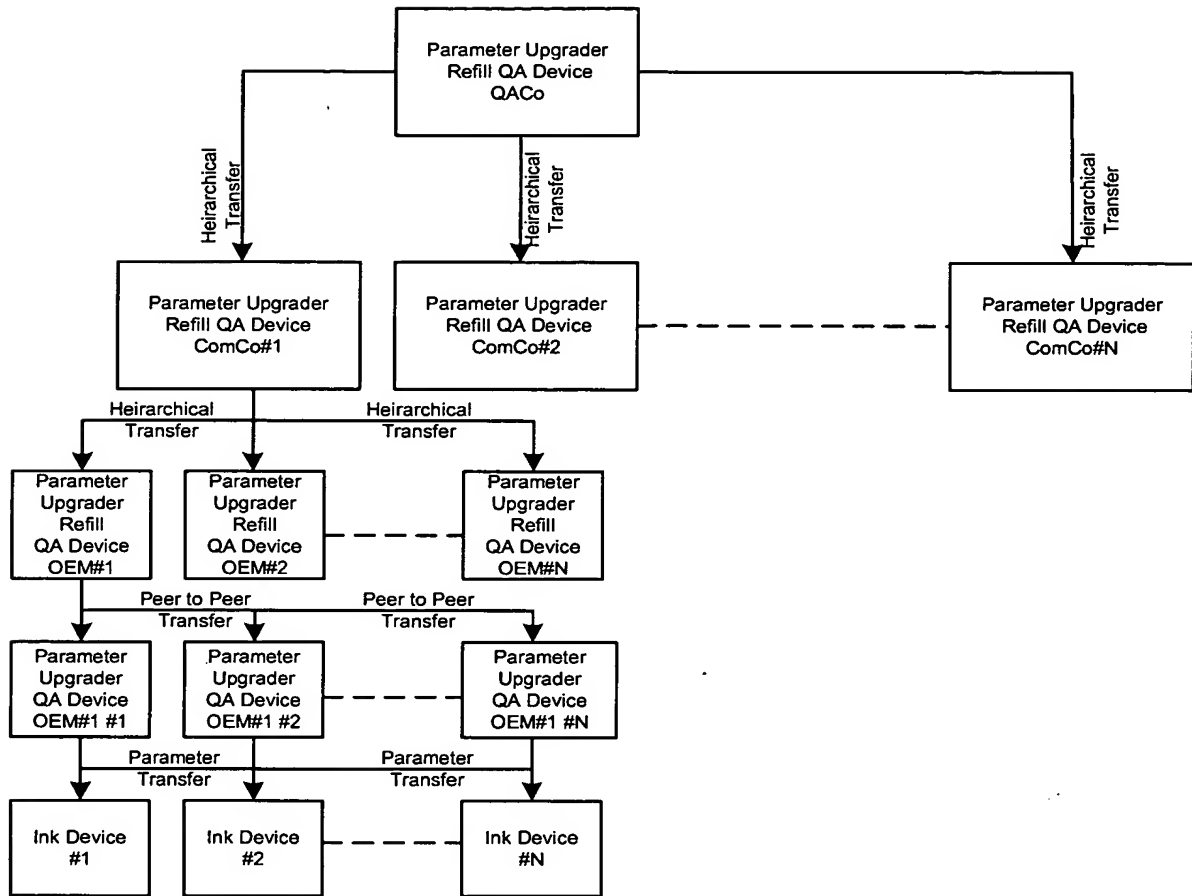 Parameter Upgrader
Refill QA Device
QACo
Heirarchical
Transfer
Heirarchical
Transfer
Heirarchical
Transfer
Parameter Upgrader
Refill QA Device
ComCo#1
Parameter Upgrader
Refill QA Device
ComCo#2
Parameter Upgrader
Refill QA Device
ComCo#N
Heirarchical
Transfer
Heirarchical
Transfer
Parameter
Upgrader
Refill
QA Device
OEM#1
Parameter
Upgrader
Refill
QA Device
OEM#2
Parameter
Upgrader
Refill
QA Device
OEM#N
Peer to Peer
Transfer
Peer to Peer
Transfer
Parameter
Upgrader
QA Device
OEM#1 #1
Parameter
Upgrader
QA Device
OEM#1 #2
Parameter
Upgrader
QA Device
OEM#1 #N
Parameter
Transfer
Parameter
Transfer
Ink Device
#1
Ink Device
#2
Ink Device
#N